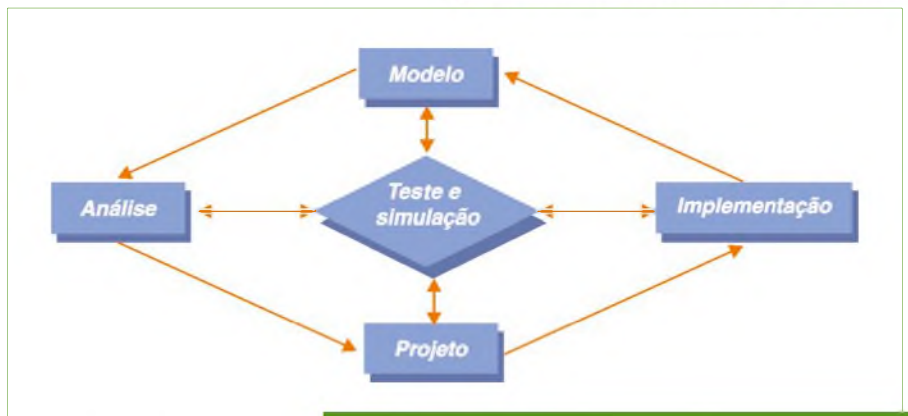 Modelo
Análise
Teste e
simulação
Implementação
Projeto